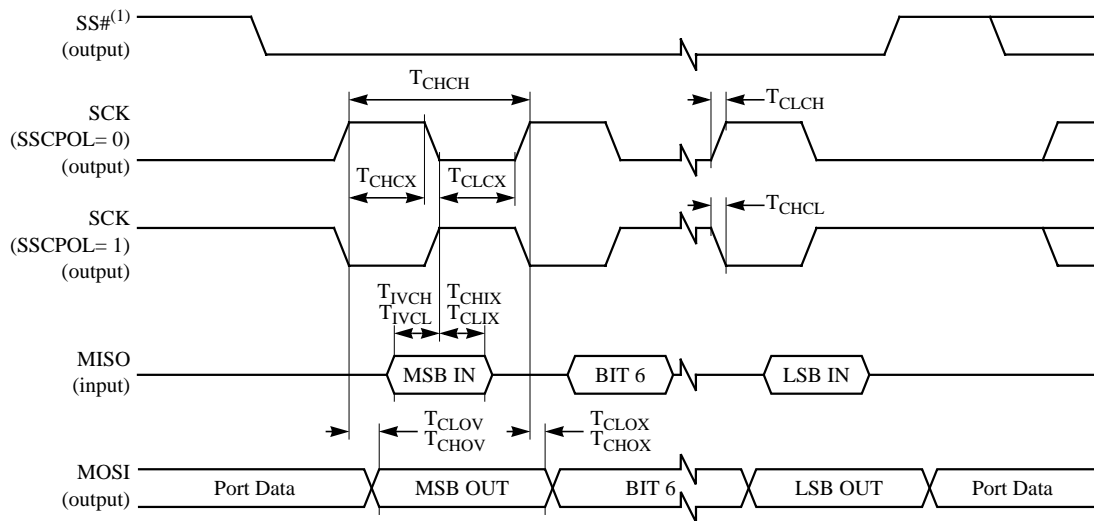 SS#(1)
(output)
TCHCH
TCLCH
SCK
(SSCPOL= 0)
(output)
TCHCX
TCLCX
TCHCL
SCK
(SSCPOL= 1)
(output)
TIVCH
TIVCL
TCHIX
TCLIX
MISO
(input)
MSB IN
BIT 6
LSB IN
TCLOV
TCHOV
TCLOX
TCHOX
MOSI
(output)
Port Data
MSB OUT
BIT 6
LSB OUT
Port Data